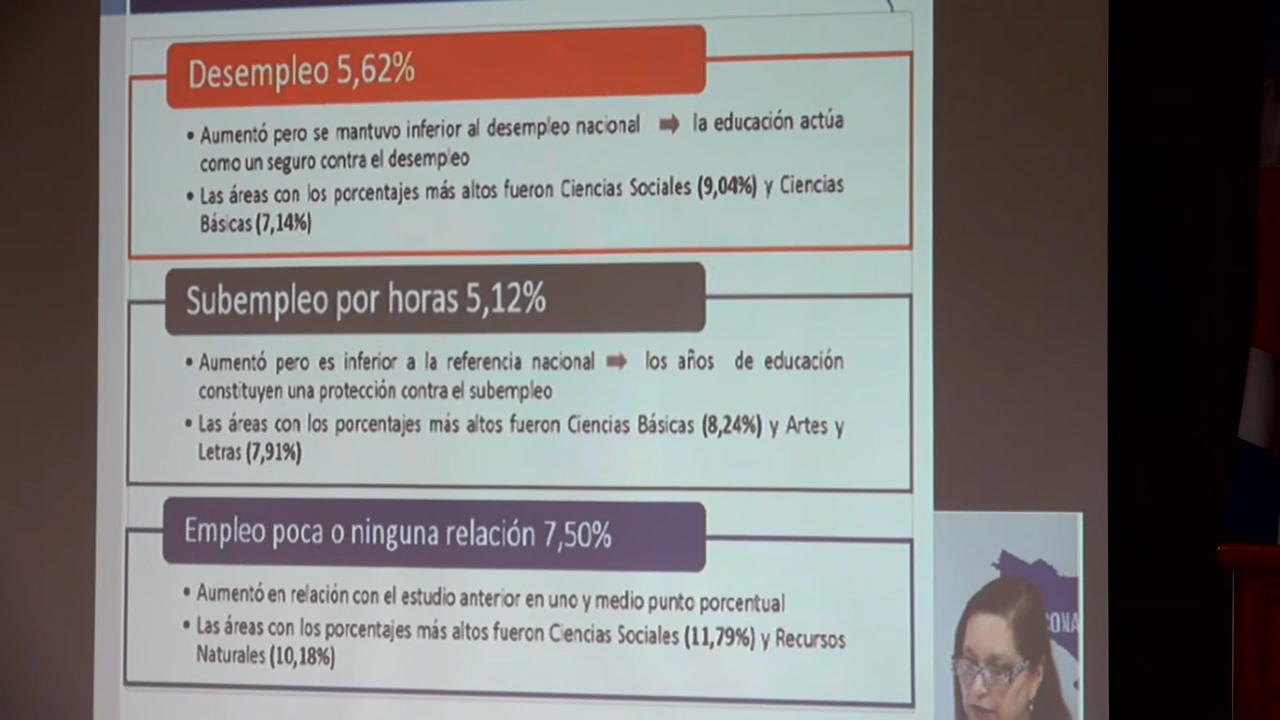 Desempleo 5,62%
• Aumentó pero se mantuvo inferior al desempleo nacional ➡ la educación actúa
como un seguro contra el desempleo
• Las áreas con los porcentajes más altos fueron Ciencias Sociales (9,04%) y Ciencias
Básicas (7,14%)
Subempleo por horas 5,12%
• Aumentó pero es inferior a la referencia nacional ➡ los años de educación
constituyen una protección contra el subempleo
• Las áreas con los porcentajes más altos fueron Ciencias Básicas (8,24%) y Artes y
Letras (7,91%)
Empleo poca o ninguna relación 7,50%
• Aumentó en relación con el estudio anterior en uno y medio punto porcentual
• Las áreas con los porcentajes más altos fueron Ciencias Sociales (11,79%) y Recursos
Naturales (10,18%)
CONA